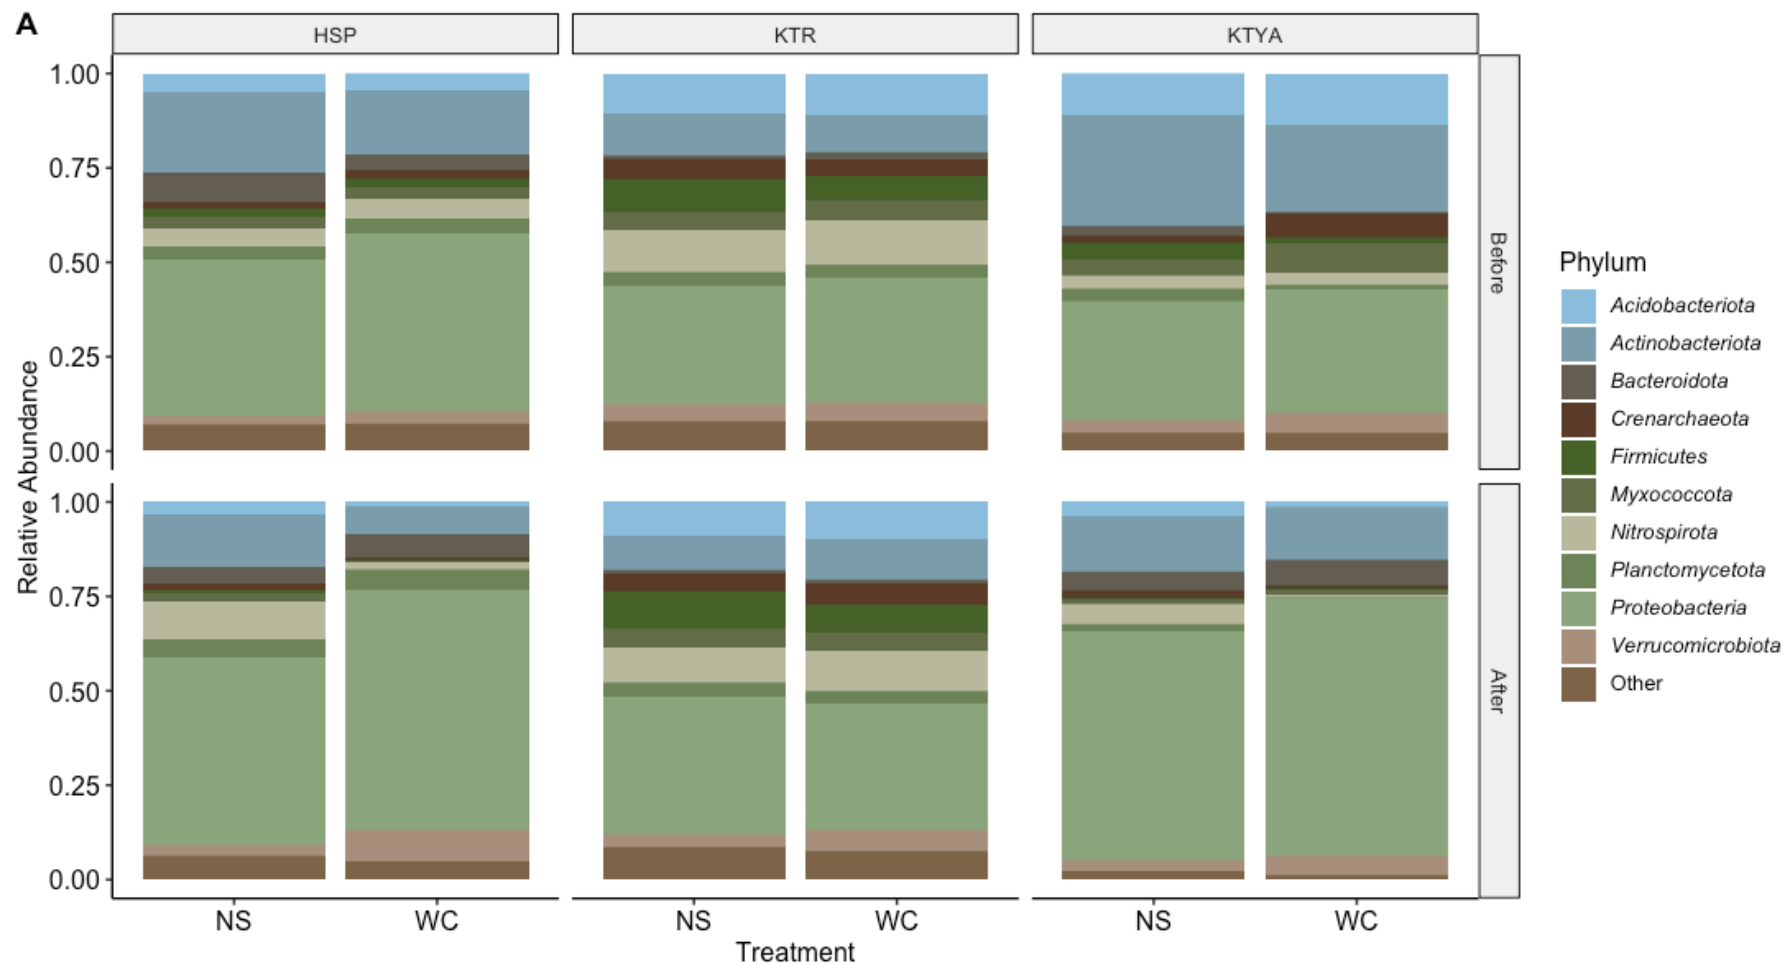 A
HSP
KTR
KTYA
1.00
0.75
0.50
0.25
0.00
Before
1.00
0.75
0.50
0.25
0.00
After
Relative Abundance
NS
WC
NS
WC
NS
WC
Treatment
Phylum
Acidobacteriota
Actinobacteriota
Bacteroidota
Crenarchaeota
Firmicutes
Myxococcota
Nitrospirota
Planctomycetota
Proteobacteria
Verrucomicrobiota
Other